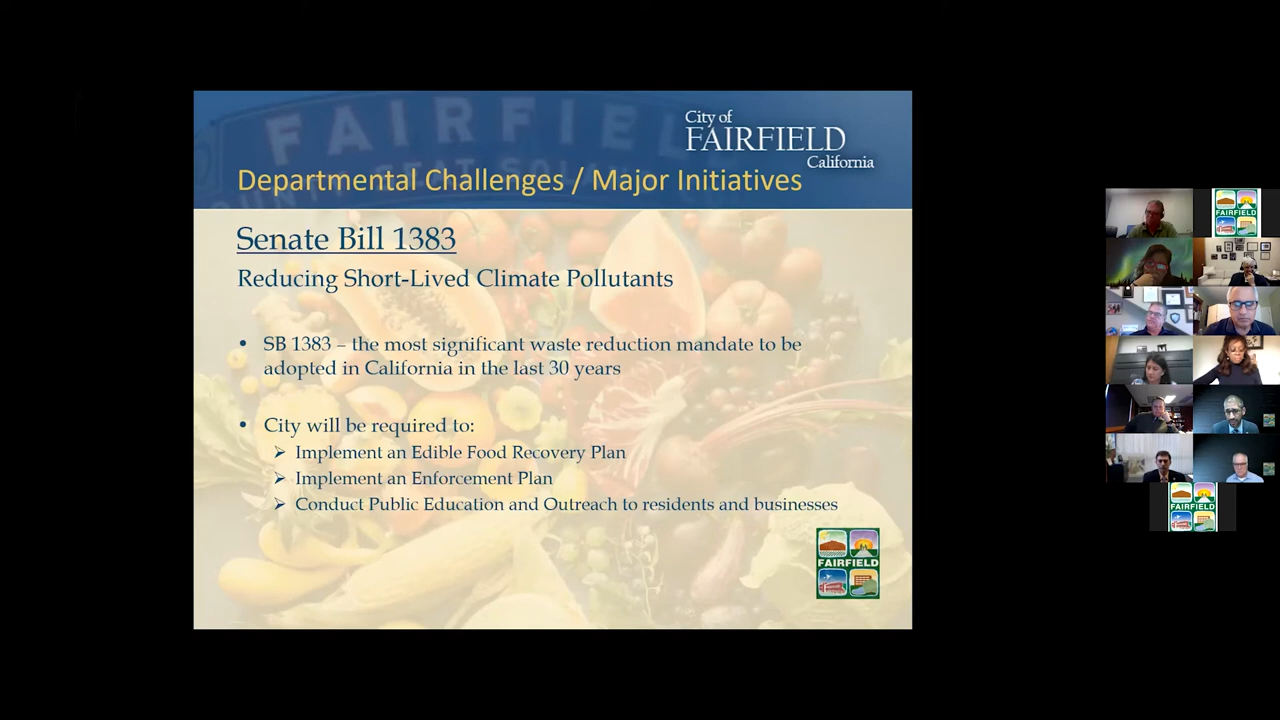 FAIRFIELD
City of
FAIRFIELD
California
Departmental Challenges / Major Initiatives
Senate Bill 1383
Reducing Short-Lived Climate Pollutants
• SB 1383 – the most significant waste reduction mandate to be
adopted in California in the last 30 years
• City will be required to:
➢ Implement an Edible Food Recovery Plan
➢ Implement an Enforcement Plan
➢ Conduct Public Education and Outreach to residents and businesses
FAIRFIELD
FAIRFIELD
FAIRFIELD